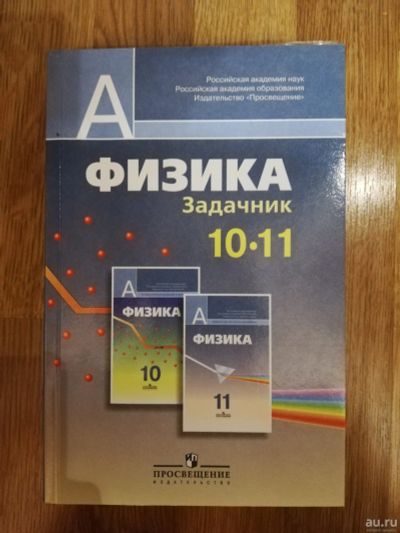 А
Российская академия наук
Российская академия образования
Издательство «Просвещение»
ФИЗИКА
Задачник
10·11
А
ФИЗИКА
10
А
ФИЗИКА
11
ПРОСВЕЩЕНИЕ
ИЗДАТЕЛЬСТВО
au.ru